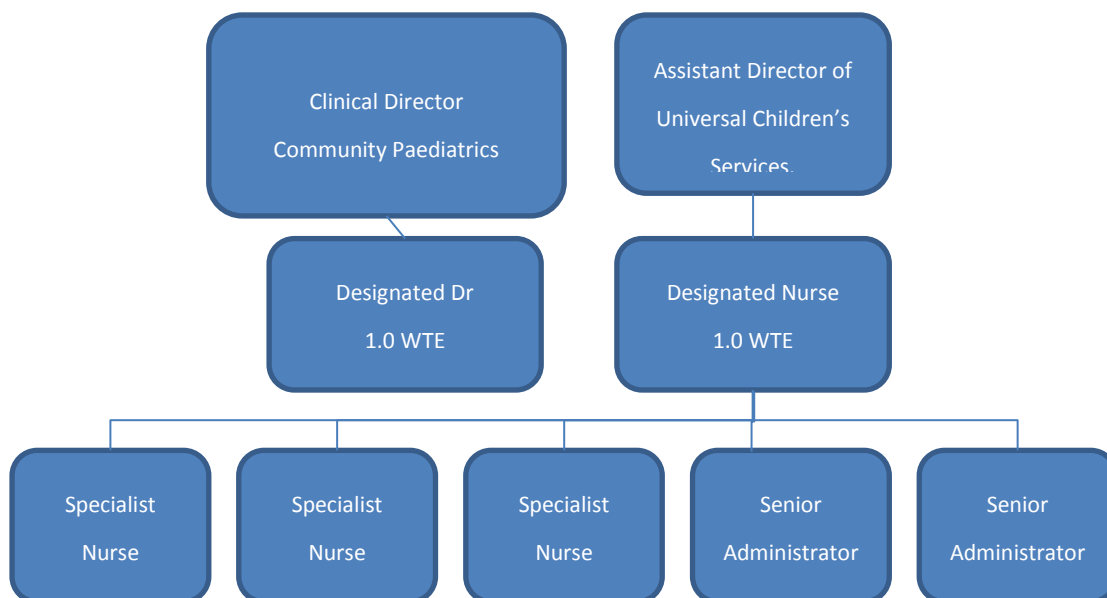 Clinical Director
Community Paediatrics
Assistant Director of
Universal Children’s
Services.
Designated Dr
1.0 WTE
Designated Nurse
1.0 WTE
Specialist
Nurse
Specialist
Nurse
Specialist
Nurse
Senior
Administrator
Senior
Administrator